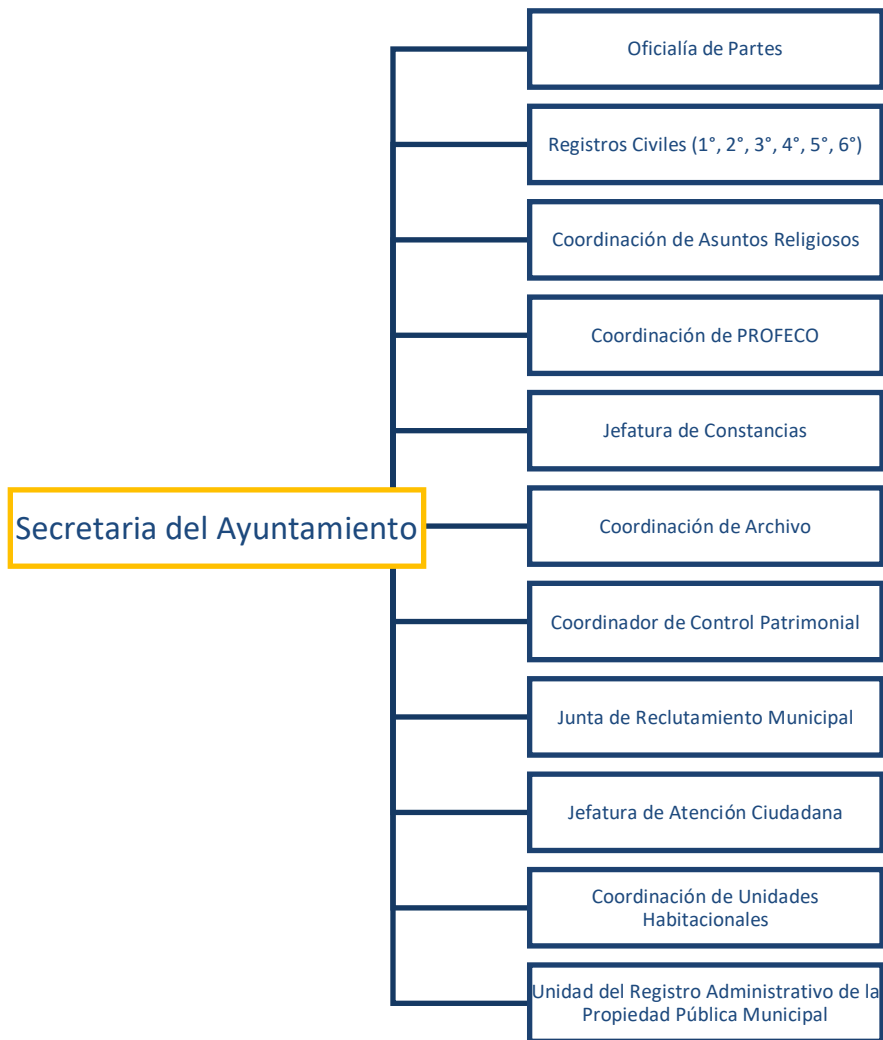 Oficialía de Partes
Registros Civiles (1°, 2°, 3°, 4°, 5°, 6°)
Coordinación de Asuntos Religiosos
Coordinación de PROFECO
Jefatura de Constancias
Secretaria del Ayuntamiento
Coordinación de Archivo
Coordinador de Control Patrimonial
Junta de Reclutamiento Municipal
Jefatura de Atención Ciudadana
Coordinación de Unidades
Habitacionales
Unidad del Registro Administrativo de la
Propiedad Pública Municipal